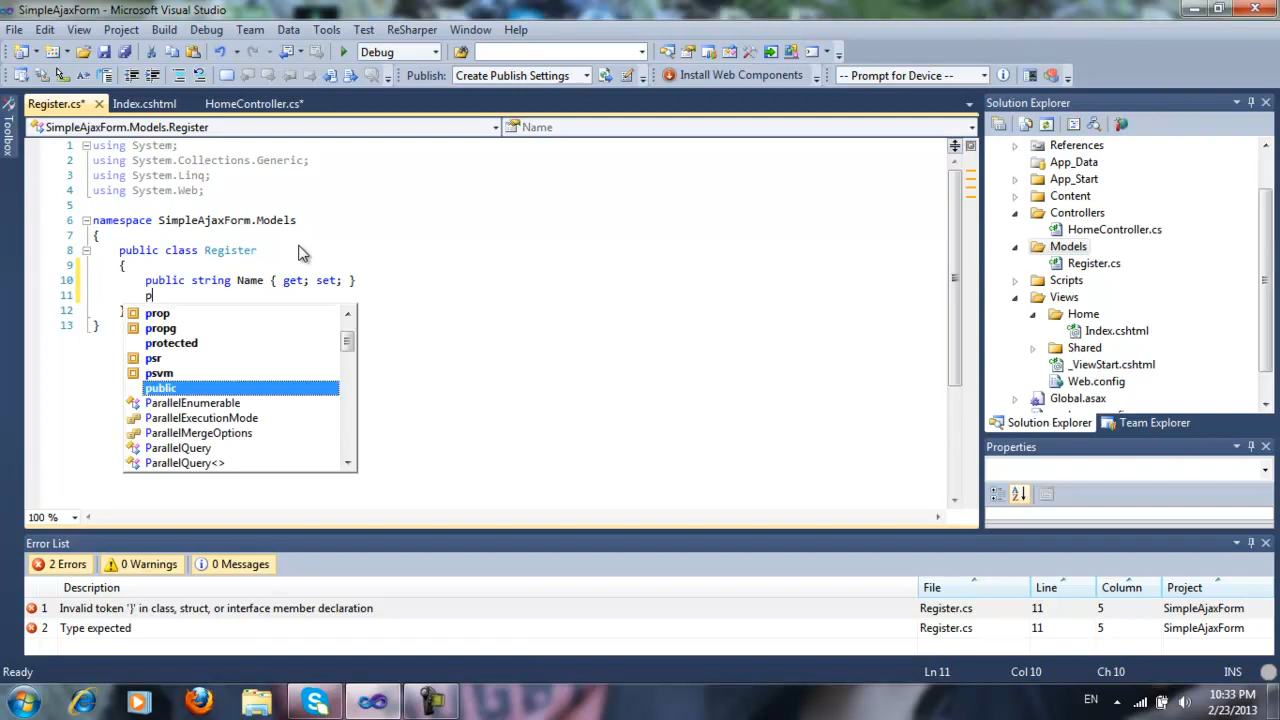 SimpleAjaxForm - Microsoft Visual Studio
File Edit View Project Build Debug Team Data Tools Test ReSharper Window Help
Debug
Publish: Create Publish Settings Install Web Components -- Prompt for Device --
Register.cs* Index.cshtml HomeController.cs*
SimpleAjaxForm.Models.Register Name
Toolbox
1 using System;
2 using System.Collections.Generic;
3 using System.Linq;
4 using System.Web;
5
6 namespace SimpleAjaxForm.Models
7 {
8 public class Register
9 {
10 public string Name { get; set; }
11 p
12 }
13 }
prop
propg
protected
psr
psvm
public
ParallelEnumerable
ParallelExecutionMode
ParallelMergeOptions
ParallelQuery
ParallelQuery<>
100 %
Solution Explorer
References
App_Data
App_Start
Content
Controllers
HomeController.cs
Models
Register.cs
Scripts
Views
Home
Index.cshtml
Shared
_ViewStart.cshtml
Web.config
Global.asax
Solution Explorer Team Explorer
Properties
Error List
2 Errors 0 Warnings 0 Messages
Description File Line Column Project
1 Invalid token '}' in class, struct, or interface member declaration Register.cs 11 5 SimpleAjaxForm
2 Type expected Register.cs 11 5 SimpleAjaxForm
Ready Ln 11 Col 10 Ch 10 INS
EN 10:33 PM
2/23/2013